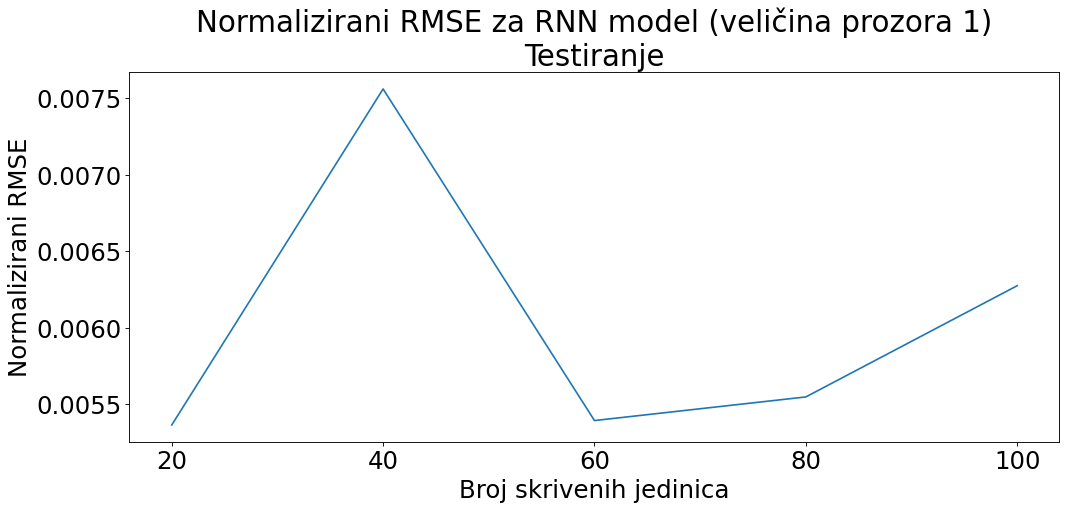 Normalizirani RMSE za RNN model (veličina prozora 1)
Testiranje
Normalizirani RMSE
0.0075
0.0070
0.0065
0.0060
0.0055
20 40 60 80 100
Broj skrivenih jedinica